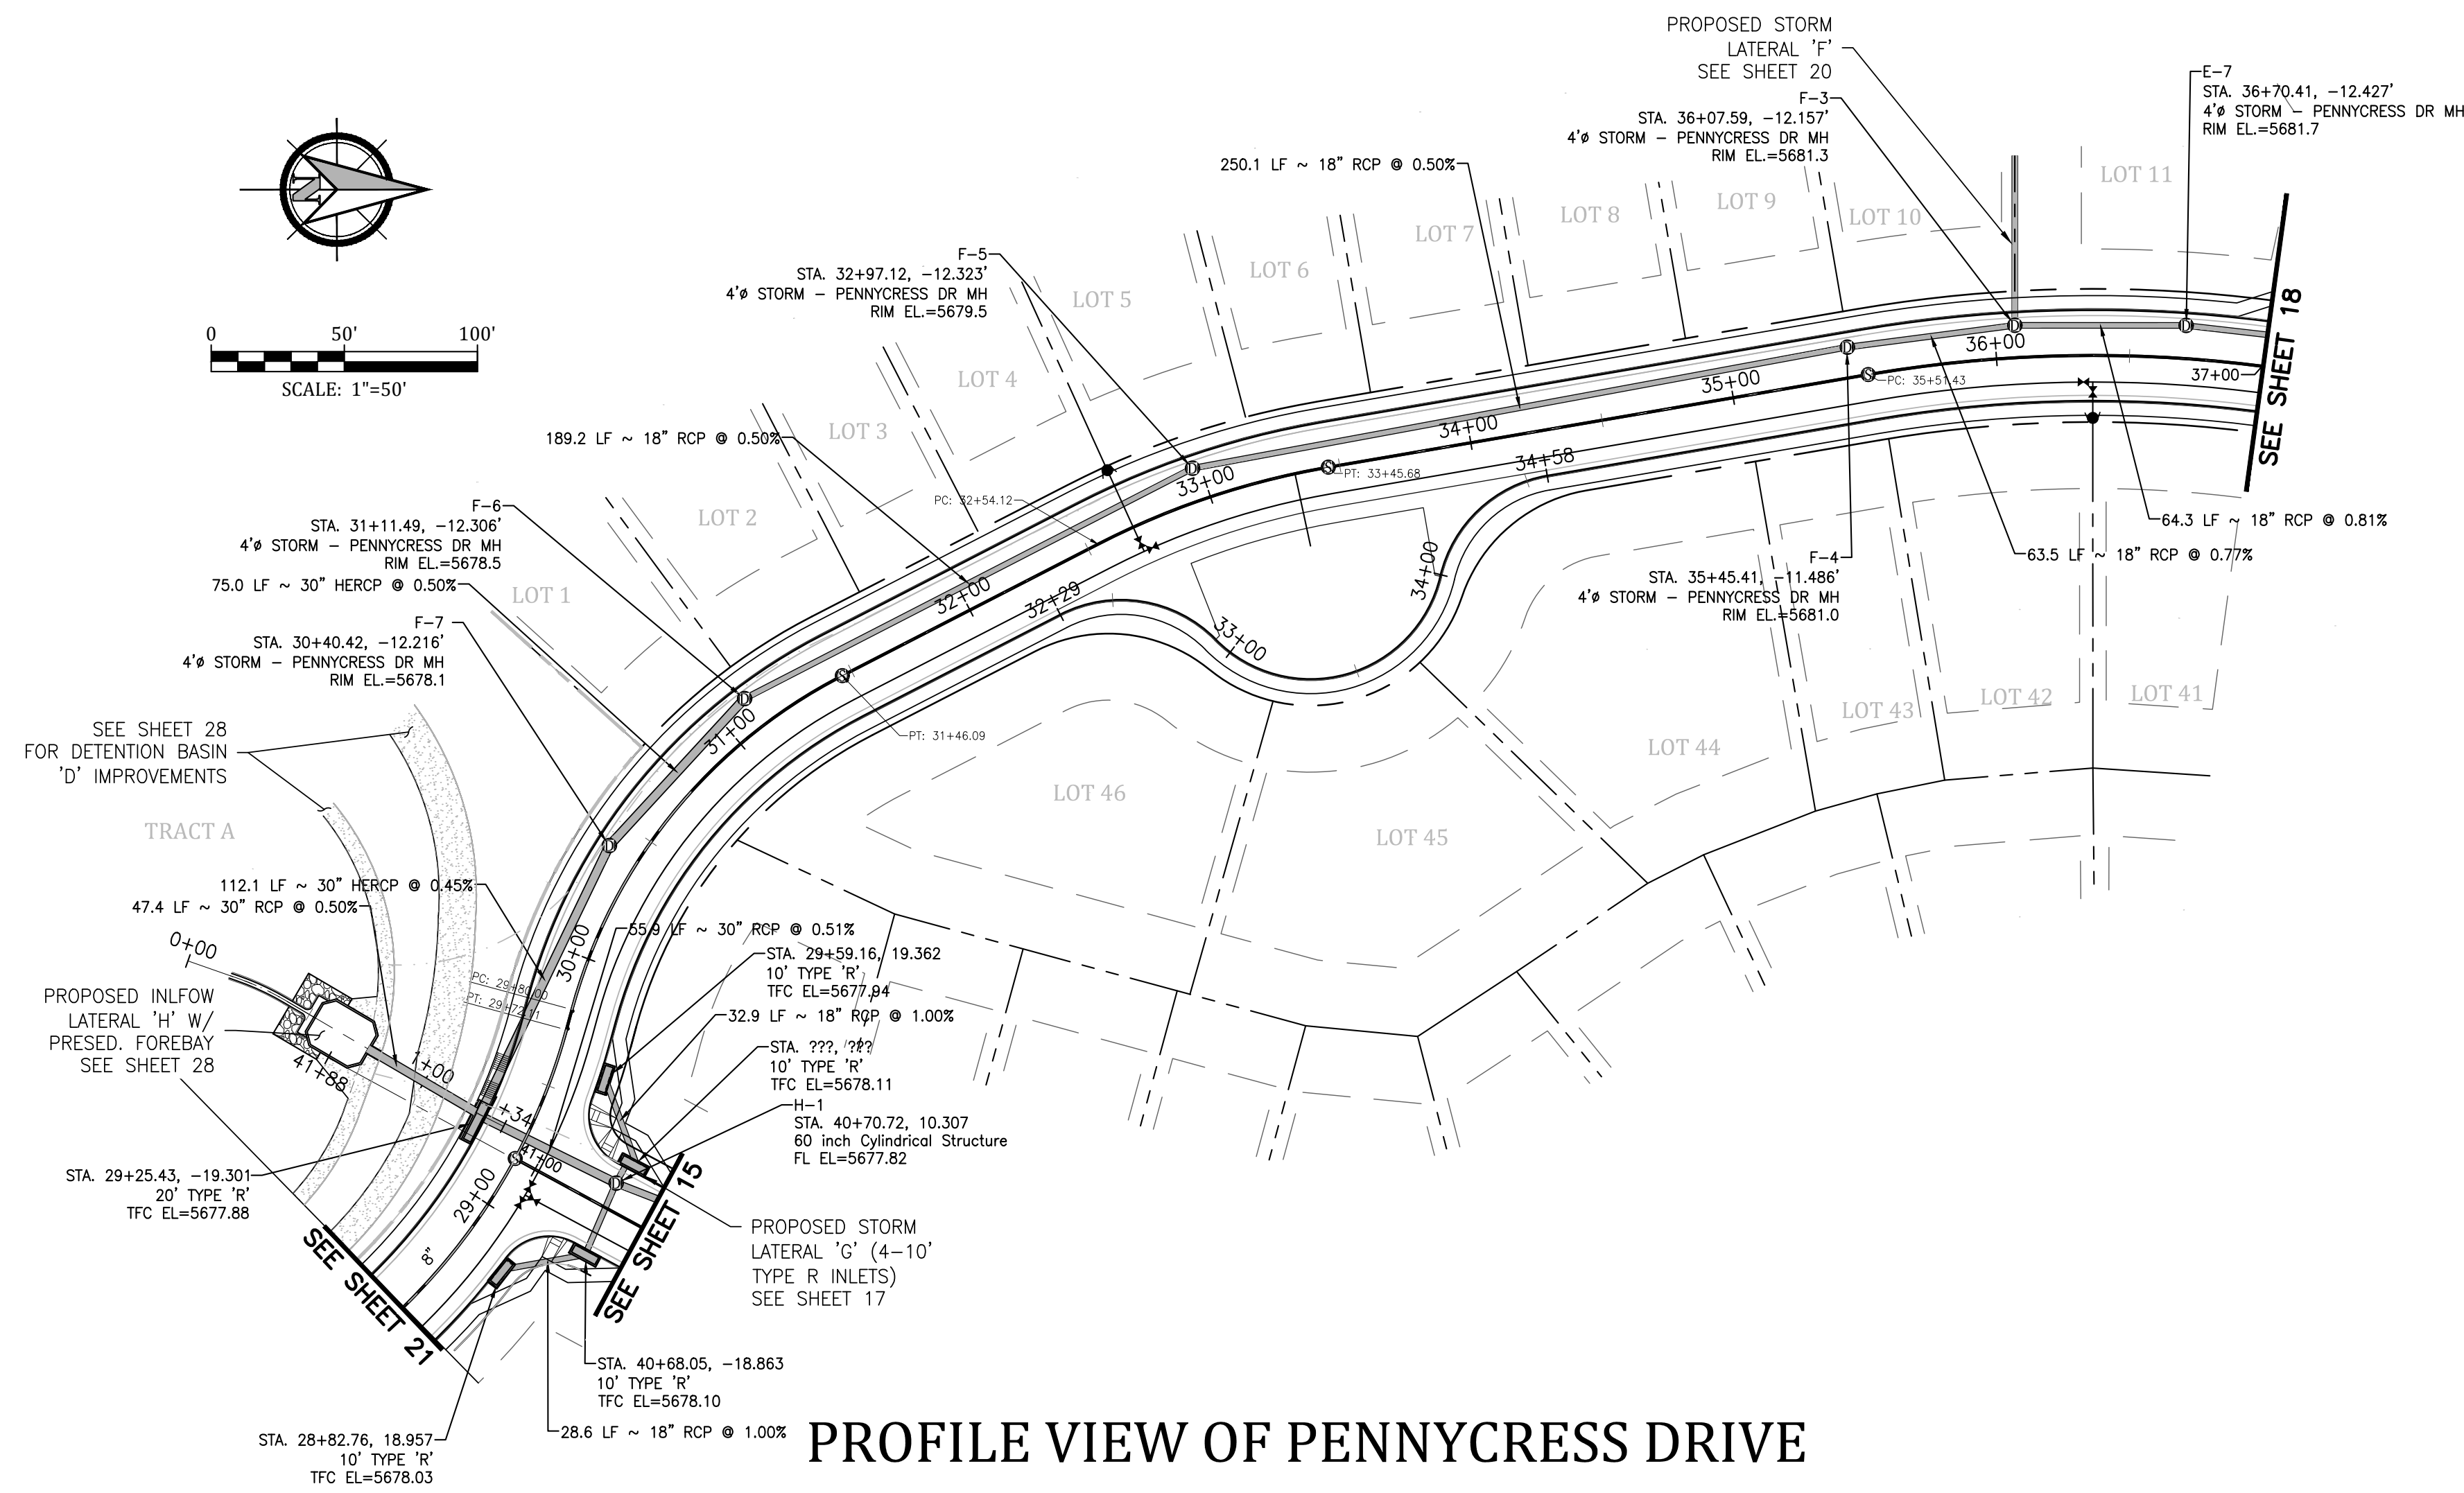 PROPOSED STORM
LATERAL 'F'
SEE SHEET 20
F-3
STA. 36+07.59, -12.157'
4'ø STORM - PENNYCRESS DR MH
RIM EL.=5681.3
E-7
STA. 36+70.41, -12.427'
4'ø STORM - PENNYCRESS DR MH
RIM EL.=5681.7
250.1 LF ~ 18" RCP @ 0.50%
LOT 11
LOT 10
LOT 9
LOT 8
LOT 7
LOT 6
LOT 5
LOT 4
LOT 3
LOT 2
LOT 1
N
0 50' 100'
SCALE: 1"=50'
F-5
STA. 32+97.12, -12.323'
4'ø STORM - PENNYCRESS DR MH
RIM EL.=5679.5
SEE SHEET 18
37+00
36+00
PC: 35+51.43
35+00
34+00
34+58
PT: 33+45.68
33+00
PC: 32+54.12
189.2 LF ~ 18" RCP @ 0.50%
F-6
STA. 31+11.49, -12.306'
4'ø STORM - PENNYCRESS DR MH
RIM EL.=5678.5
75.0 LF ~ 30" HERCP @ 0.50%
F-7
STA. 30+40.42, -12.216'
4'ø STORM - PENNYCRESS DR MH
RIM EL.=5678.1
64.3 LF ~ 18" RCP @ 0.81%
63.5 LF ~ 18" RCP @ 0.77%
F-4
STA. 35+45.41, -11.486'
4'ø STORM - PENNYCRESS DR MH
RIM EL.=5681.0
34+00
33+00
32+29
32+00
31+00
PT: 31+46.09
LOT 41
LOT 42
LOT 43
LOT 44
LOT 45
LOT 46
SEE SHEET 28
FOR DETENTION BASIN
'D' IMPROVEMENTS
TRACT A
112.1 LF ~ 30" HERCP @ 0.45%
47.4 LF ~ 30" RCP @ 0.50%
0+00
30+00
PC: 29+80.00
PT: 29+72.11
55.9 LF ~ 30" RCP @ 0.51%
STA. 29+59.16, 19.362
10' TYPE 'R'
TFC EL=5677.94
32.9 LF ~ 18" RCP @ 1.00%
STA. ???, ???
10' TYPE 'R'
TFC EL=5678.11
H-1
STA. 40+70.72, 10.307
60 inch Cylindrical Structure
FL EL=5677.82
PROPOSED INLFOW
LATERAL 'H' W/
PRESED. FOREBAY
SEE SHEET 28
41+88
1+00
+34
41+00
29+00
8"
STA. 29+25.43, -19.301
20' TYPE 'R'
TFC EL=5677.88
SEE SHEET 15
SEE SHEET 21
PROPOSED STORM
LATERAL 'G' (4-10'
TYPE R INLETS)
SEE SHEET 17
STA. 40+68.05, -18.863
10' TYPE 'R'
TFC EL=5678.10
28.6 LF ~ 18" RCP @ 1.00%
STA. 28+82.76, 18.957
10' TYPE 'R'
TFC EL=5678.03
PROFILE VIEW OF PENNYCRESS DRIVE